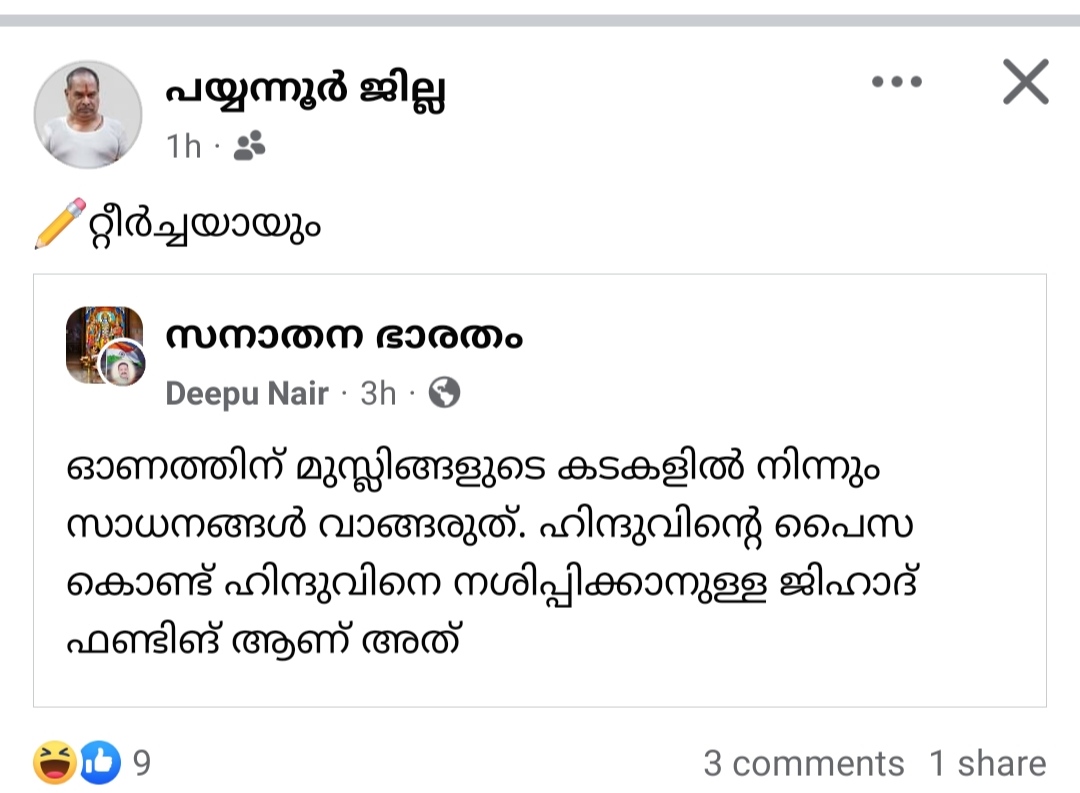 പയ്യന്നൂർ ജില്ല
1h ·
റ്റീർച്ചയായും
സനാതന ഭാരതം
Deepu Nair · 3h ·
ഓണത്തിന് മുസ്ലിങ്ങളുടെ കടകളിൽ നിന്നും
സാധനങ്ങൾ വാങ്ങരുത്. ഹിന്ദുവിന്റെ പൈസ
കൊണ്ട് ഹിന്ദുവിനെ നശിപ്പിക്കാനുള്ള ജിഹാദ്
ഫണ്ടിങ് ആണ് അത്
9
3 comments 1 share